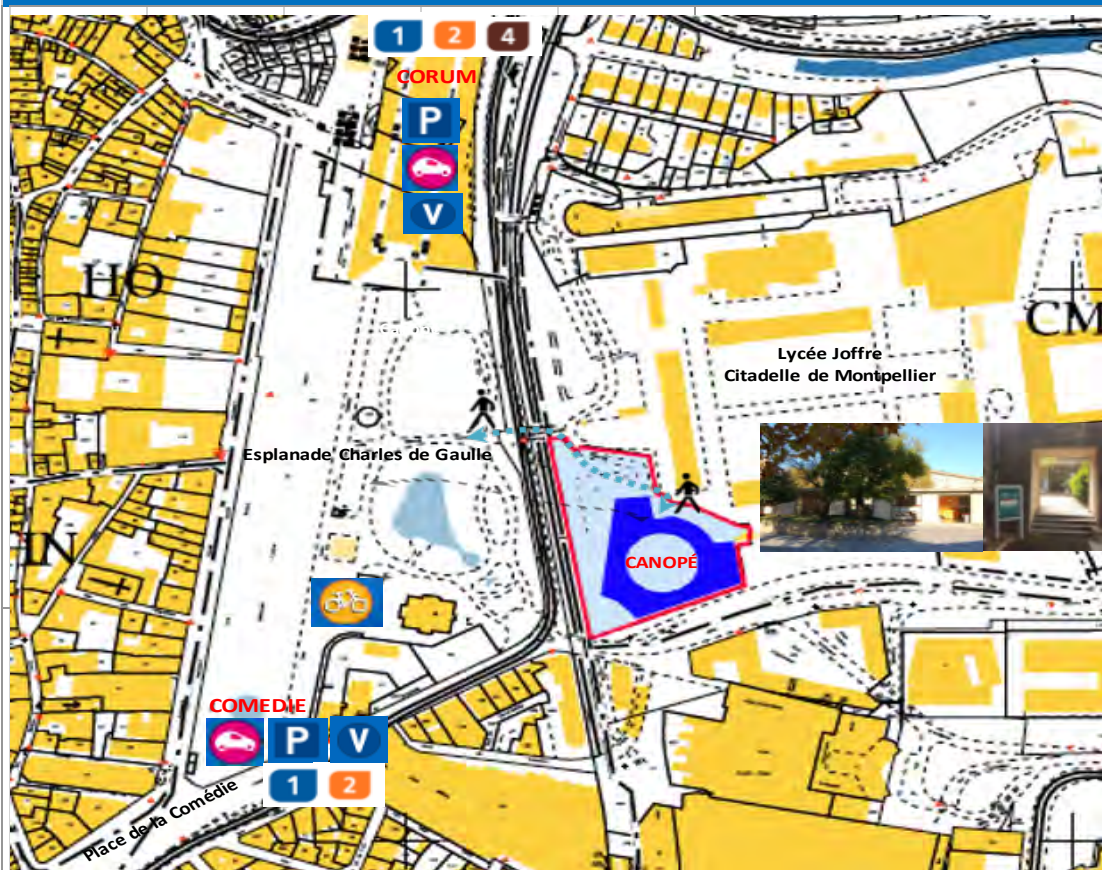 1 2 4
CORUM
P
V
HO
CM
Lycée Joffre
Citadelle de Montpellier
Esplanade Charles de Gaulle
IN
CANOPÉ
COMEDIE
P V
1 2
Place de la Comédie